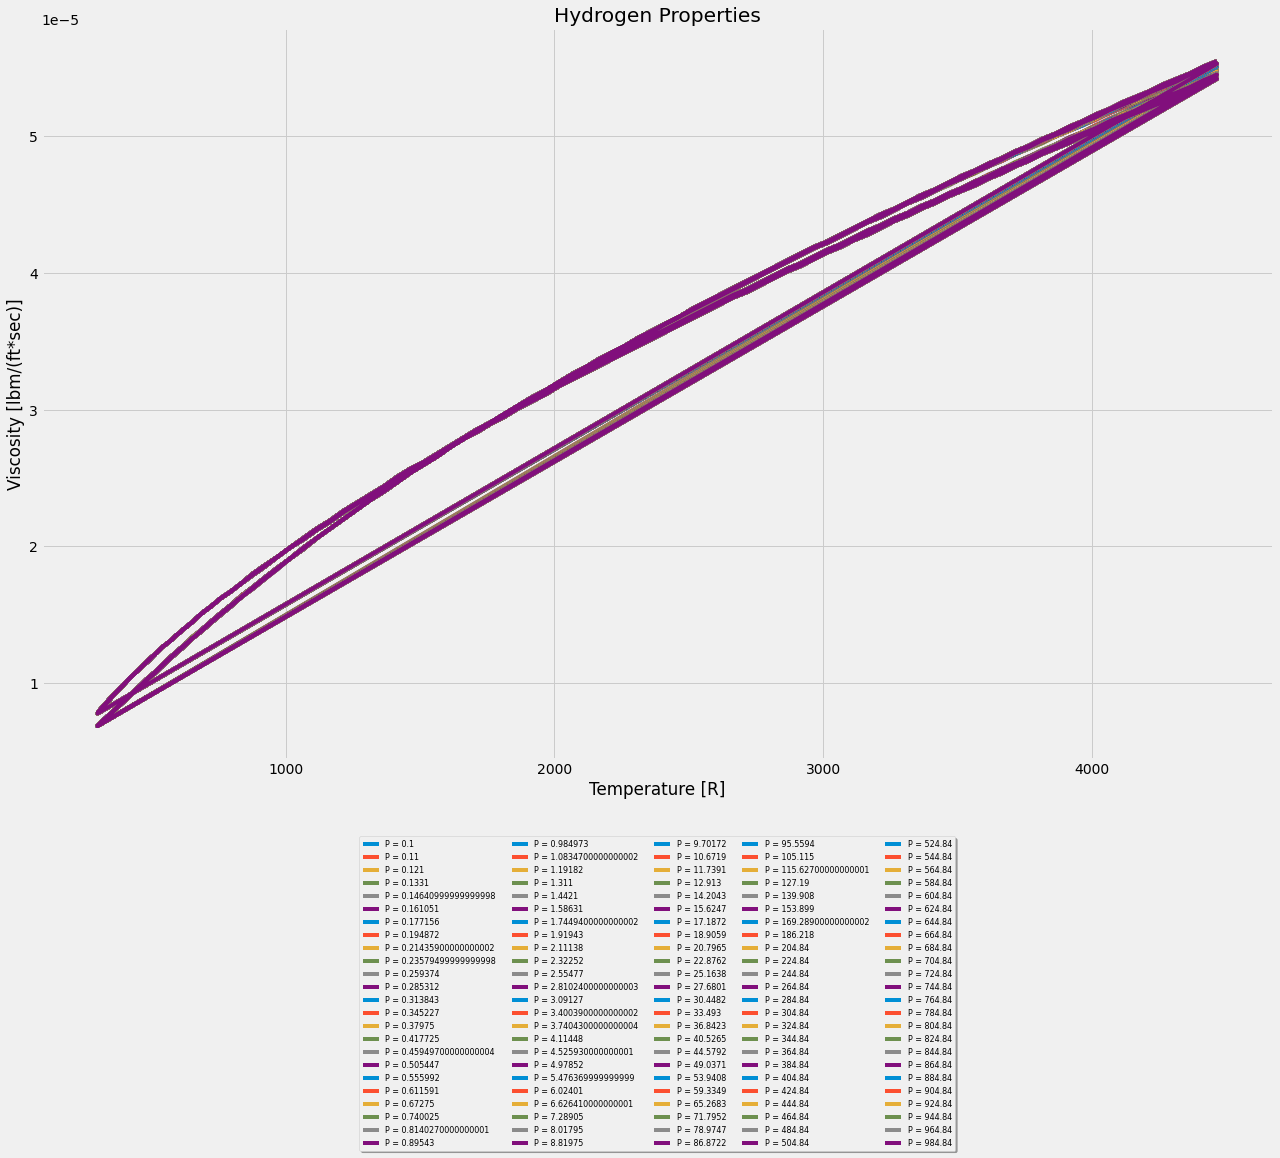 Hydrogen Properties
1e−5
5
4
3
2
1
Viscosity [lbm/(ft*sec)]
1000
2000
3000
4000
Temperature [R]
P = 0.1
P = 0.11
P = 0.121
P = 0.1331
P = 0.14640999999999998
P = 0.161051
P = 0.177156
P = 0.194872
P = 0.21435900000000002
P = 0.23579499999999998
P = 0.259374
P = 0.285312
P = 0.313843
P = 0.345227
P = 0.37975
P = 0.417725
P = 0.45949700000000004
P = 0.505447
P = 0.555992
P = 0.611591
P = 0.67275
P = 0.740025
P = 0.8140270000000001
P = 0.89543
P = 0.984973
P = 1.0834700000000002
P = 1.19182
P = 1.311
P = 1.4421
P = 1.58631
P = 1.7449400000000002
P = 1.91943
P = 2.11138
P = 2.32252
P = 2.55477
P = 2.8102400000000003
P = 3.09127
P = 3.4003900000000002
P = 3.7404300000000004
P = 4.11448
P = 4.525930000000001
P = 4.97852
P = 5.476369999999999
P = 6.02401
P = 6.626410000000001
P = 7.28905
P = 8.01795
P = 8.81975
P = 9.70172
P = 10.6719
P = 11.7391
P = 12.913
P = 14.2043
P = 15.6247
P = 17.1872
P = 18.9059
P = 20.7965
P = 22.8762
P = 25.1638
P = 27.6801
P = 30.4482
P = 33.493
P = 36.8423
P = 40.5265
P = 44.5792
P = 49.0371
P = 53.9408
P = 59.3349
P = 65.2683
P = 71.7952
P = 78.9747
P = 86.8722
P = 95.5594
P = 105.115
P = 115.62700000000001
P = 127.19
P = 139.908
P = 153.899
P = 169.28900000000002
P = 186.218
P = 204.84
P = 224.84
P = 244.84
P = 264.84
P = 284.84
P = 304.84
P = 324.84
P = 344.84
P = 364.84
P = 384.84
P = 404.84
P = 424.84
P = 444.84
P = 464.84
P = 484.84
P = 504.84
P = 524.84
P = 544.84
P = 564.84
P = 584.84
P = 604.84
P = 624.84
P = 644.84
P = 664.84
P = 684.84
P = 704.84
P = 724.84
P = 744.84
P = 764.84
P = 784.84
P = 804.84
P = 824.84
P = 844.84
P = 864.84
P = 884.84
P = 904.84
P = 924.84
P = 944.84
P = 964.84
P = 984.84